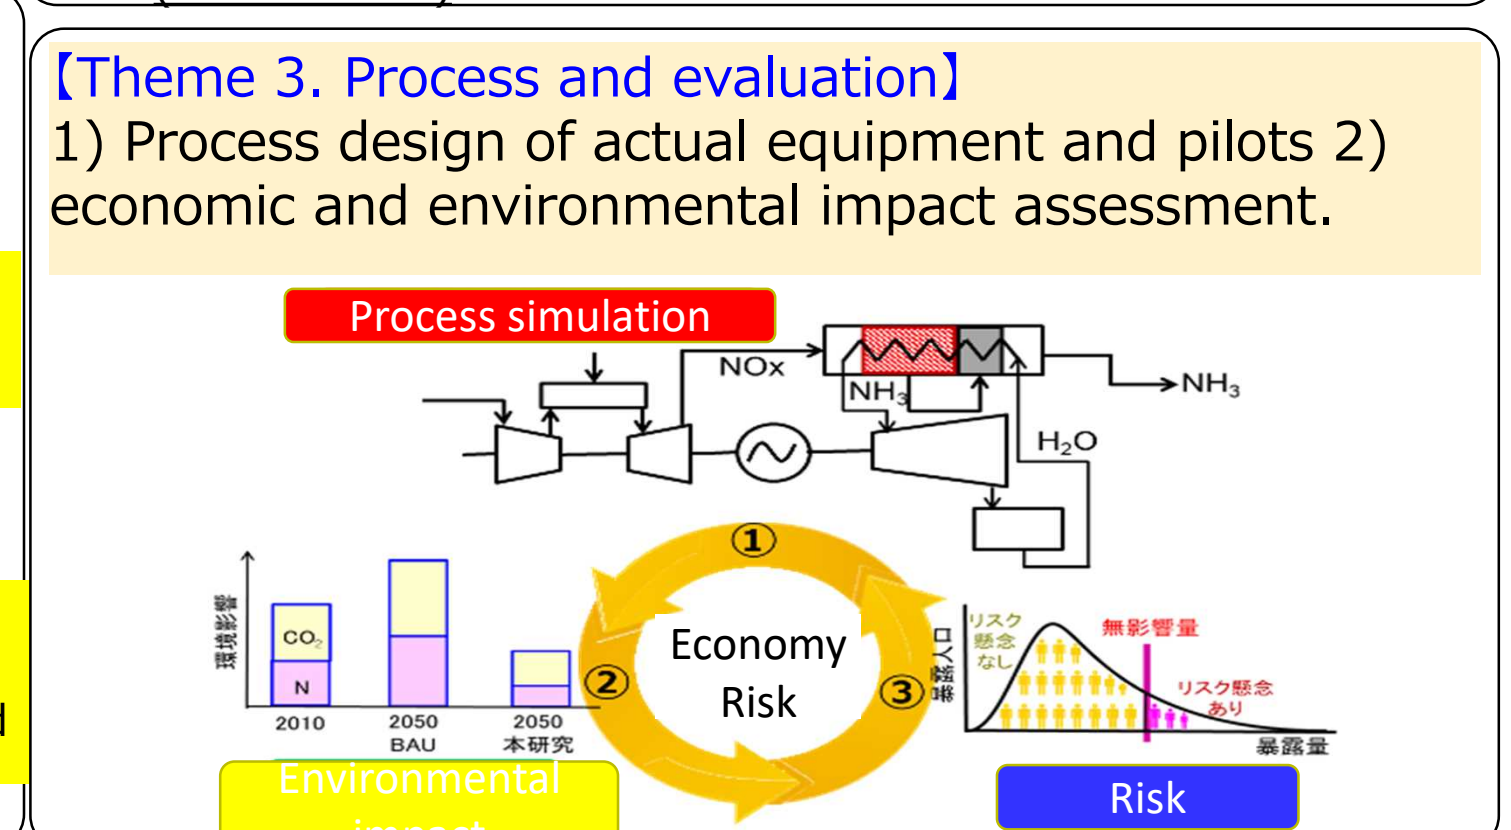 【Theme 3. Process and evaluation】
1) Process design of actual equipment and pilots 2)
economic and environmental impact assessment.
Process simulation
NOx
NH₃
NH₃
H₂O
①
②
③
Economy
Risk
環境影響
CO₂
N
2010
2050
BAU
2050
本研究
Environmental
impact
リスク
懸念
なし
無影響量
リスク懸念
あり
人口
暴露量
Risk